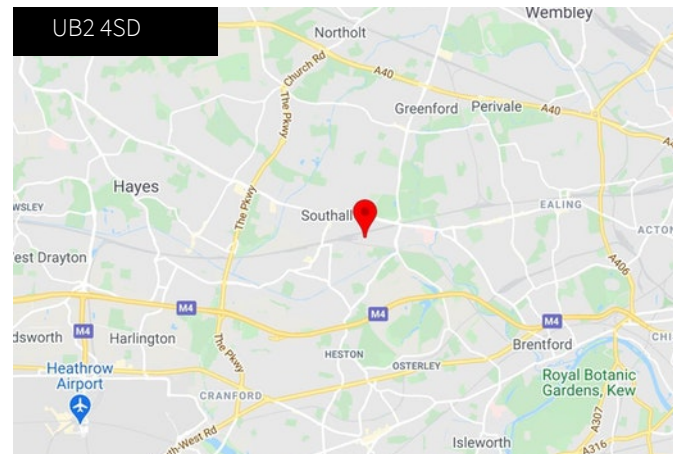 UB2 4SD
Wembley
Northolt
Church Rd
A40
The Pkwy
Greenford
Perivale
A40
A4
Hayes
The Pkwy
WSLEY
Southall
EALING
ACTON
est Drayton
A406
M4
M4
M4
M4
dsworth
Harlington
The Pkwy
HESTON
Brentford
CHI
OSTERLEY
Heathrow
Airport
Royal Botanic
Gardens, Kew
CRANFORD
A307
th-West Rd
Isleworth
A316